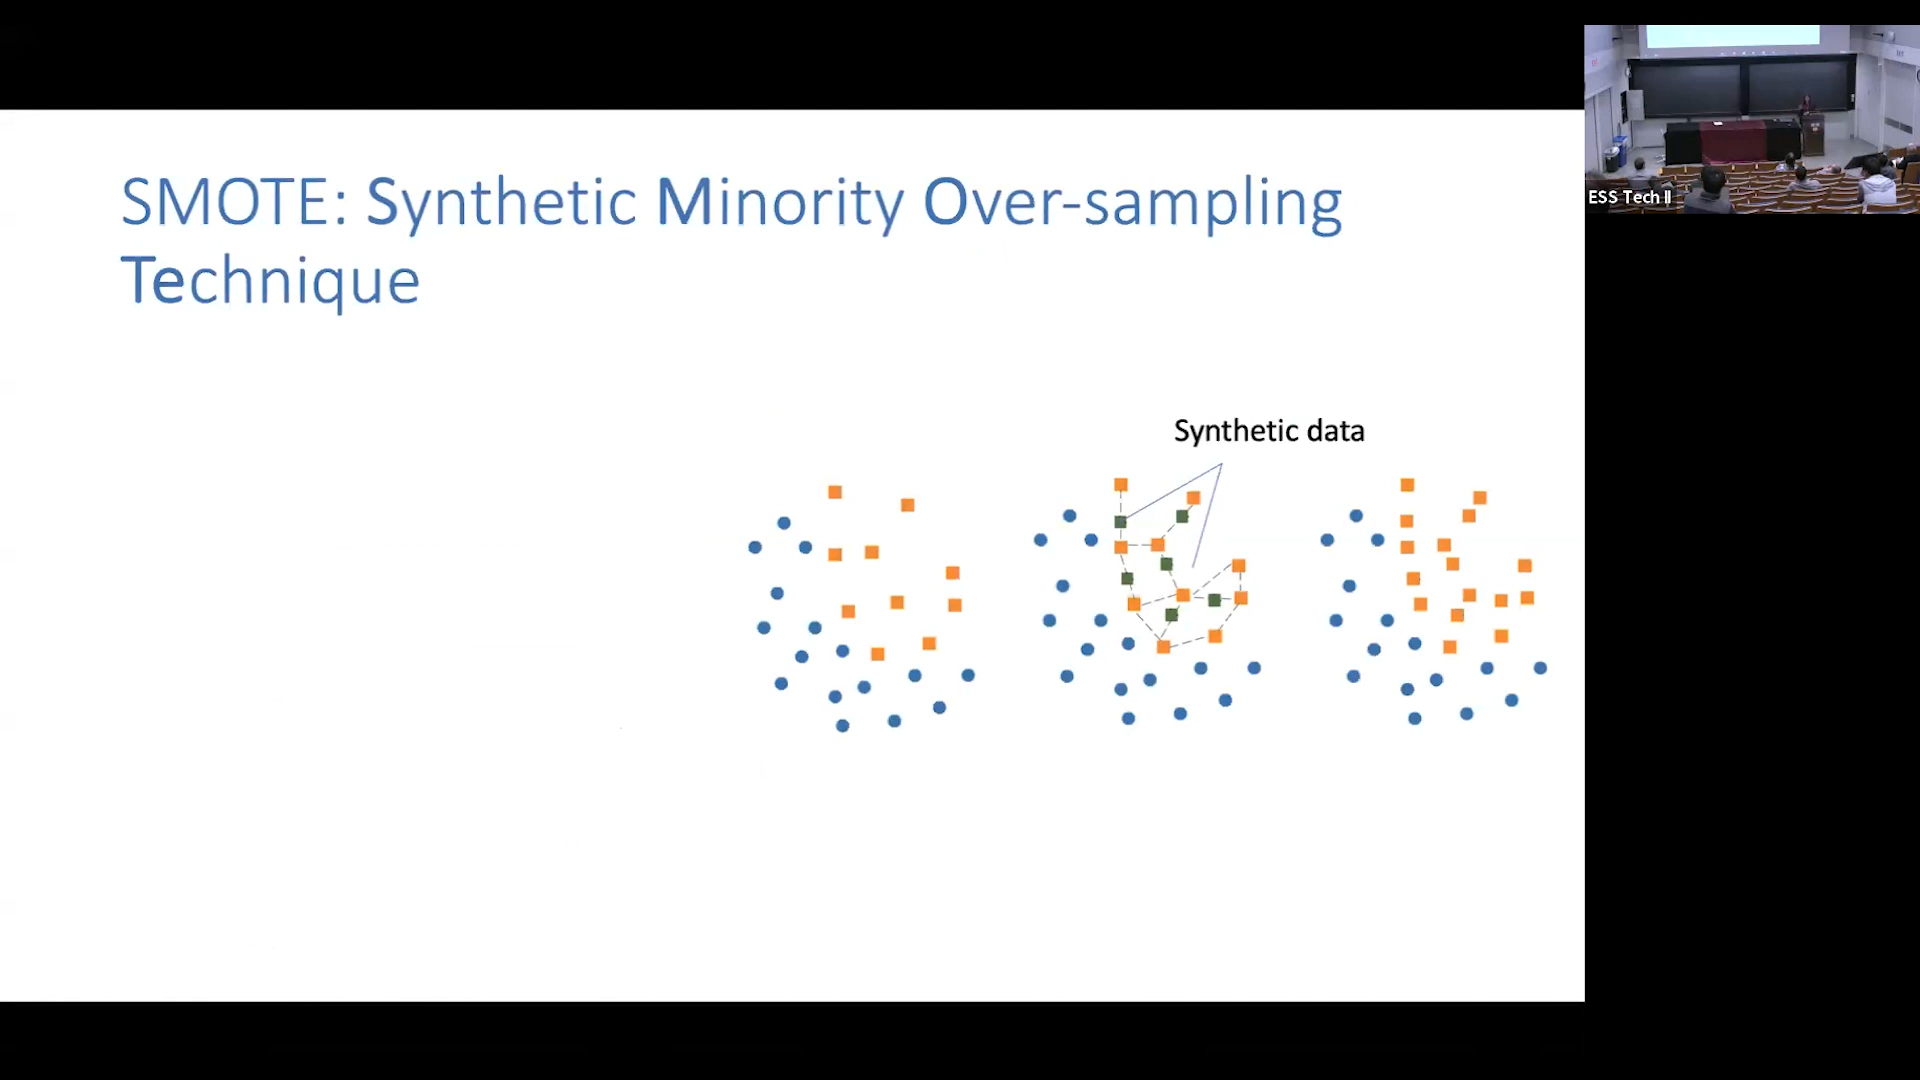 SMOTE: Synthetic Minority Over-sampling
Technique
Synthetic data
ESS Tech II